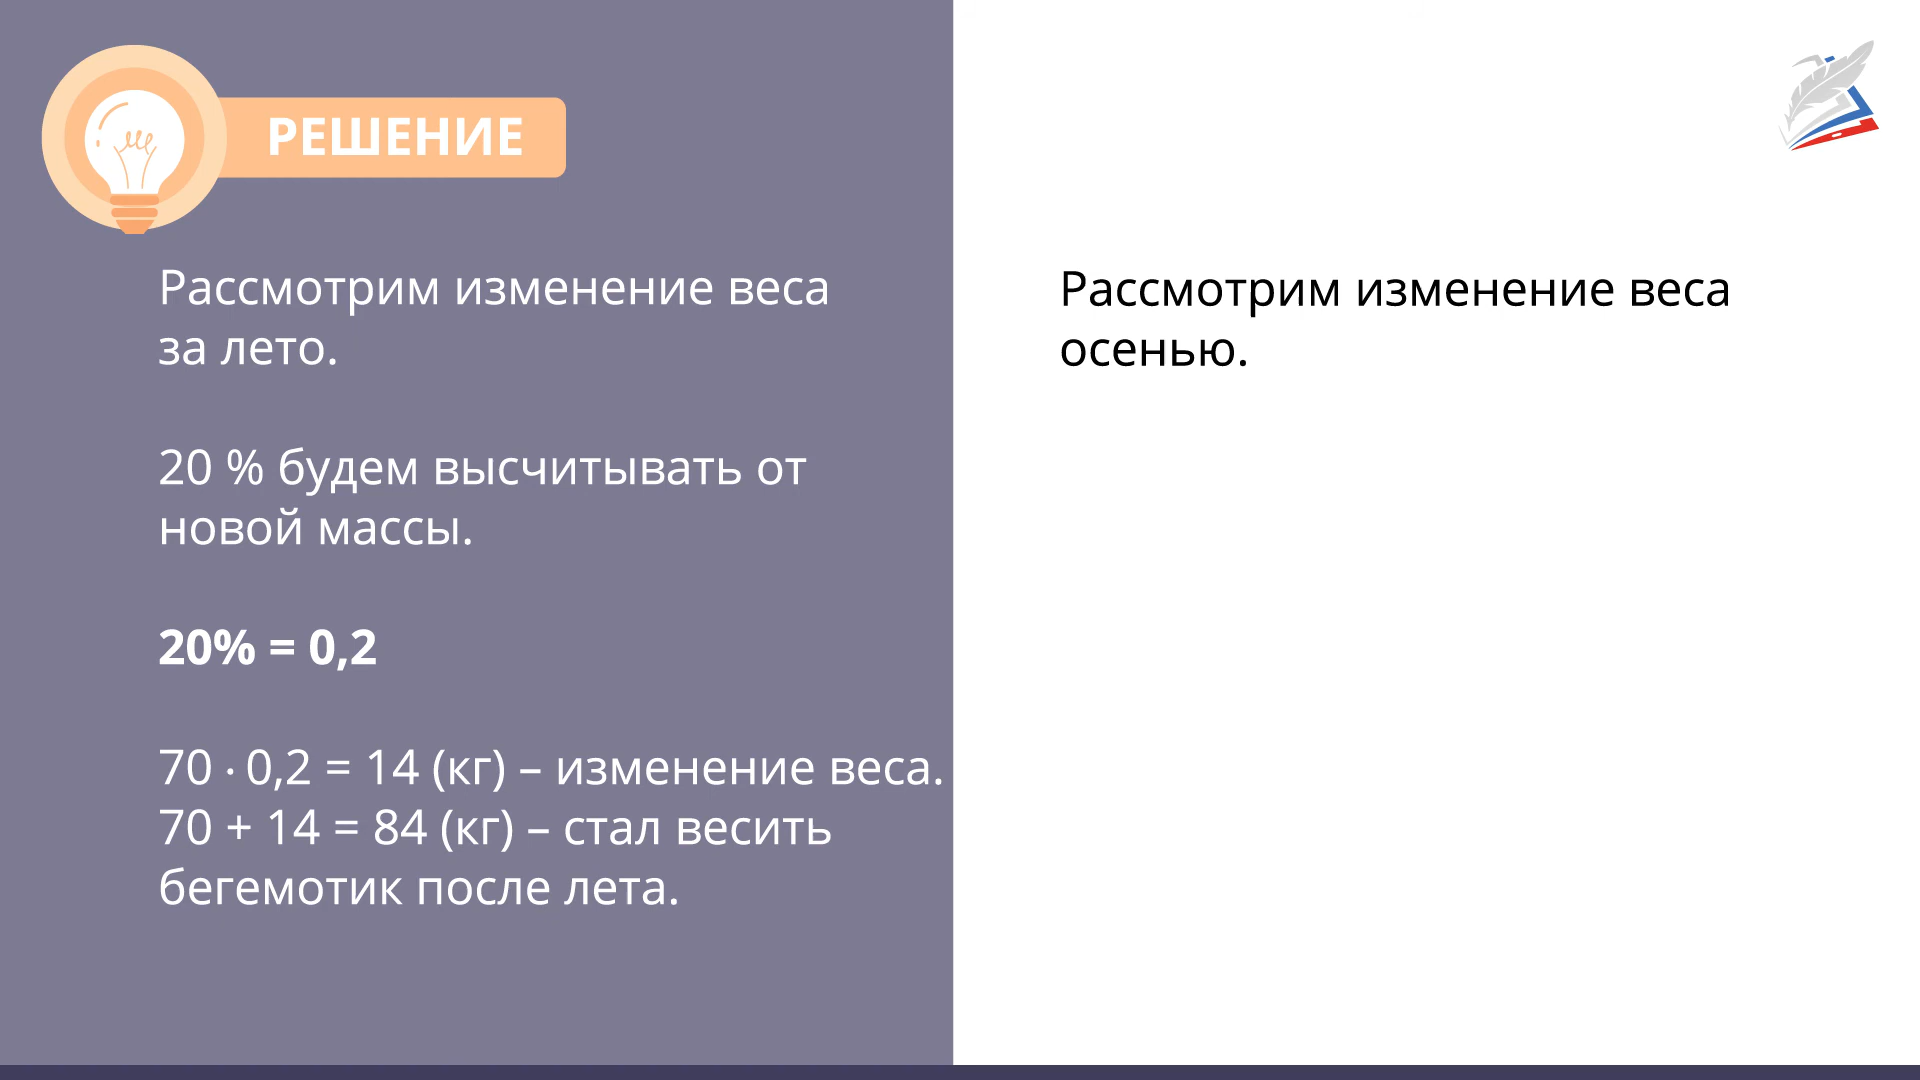 РЕШЕНИЕ
Рассмотрим изменение веса
за лето.
20 % будем высчитывать от
новой массы.
20% = 0,2
70 · 0,2 = 14 (кг) – изменение веса.
70 + 14 = 84 (кг) – стал весить
бегемотик после лета.
Рассмотрим изменение веса
осенью.